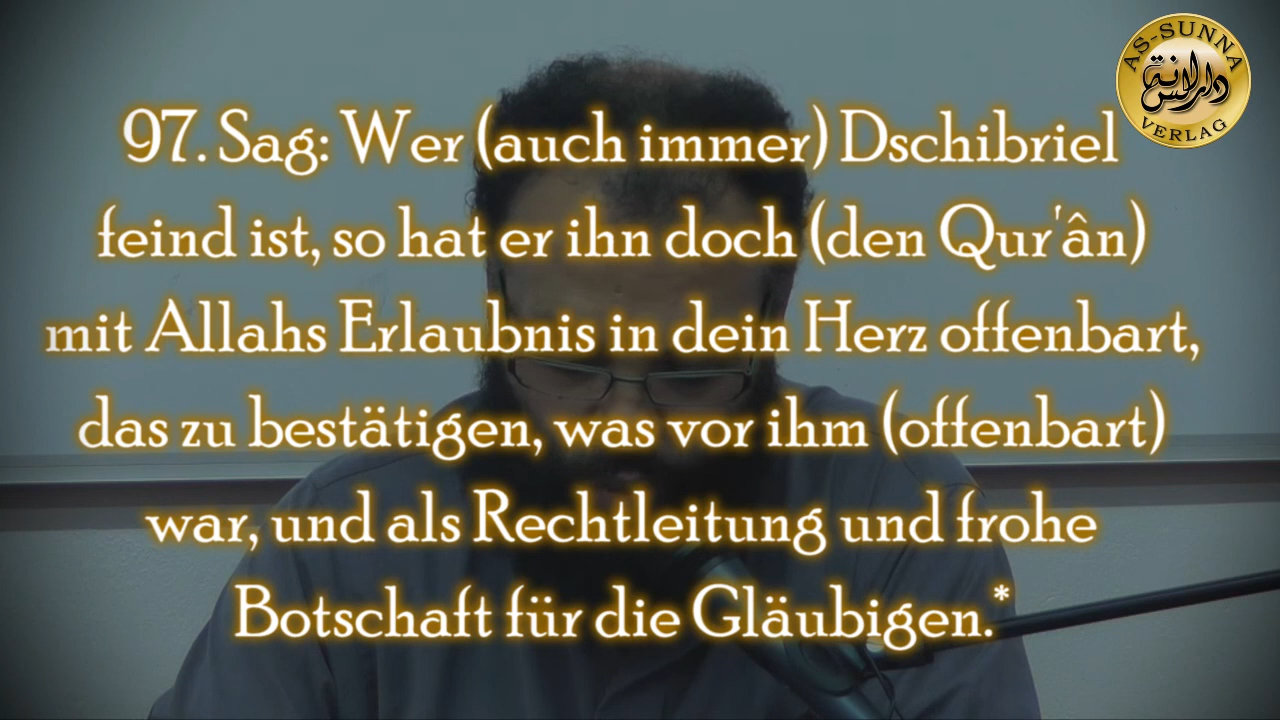 AS-SUNNA
دار السنة
VERLAG
97. Sag: Wer (auch immer) Dschibriel
feind ist, so hat er ihn doch (den Qur'ân)
mit Allahs Erlaubnis in dein Herz offenbart,
das zu bestätigen, was vor ihm (offenbart)
war, und als Rechtleitung und frohe
Botschaft für die Gläubigen.*